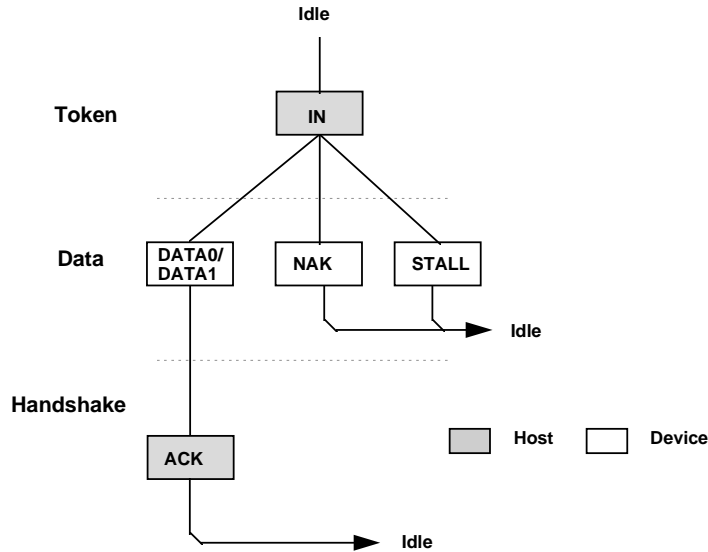 Idle
Token
IN
Data
DATA0/
DATA1
NAK
STALL
Idle
Handshake
ACK
Host
Device
Idle